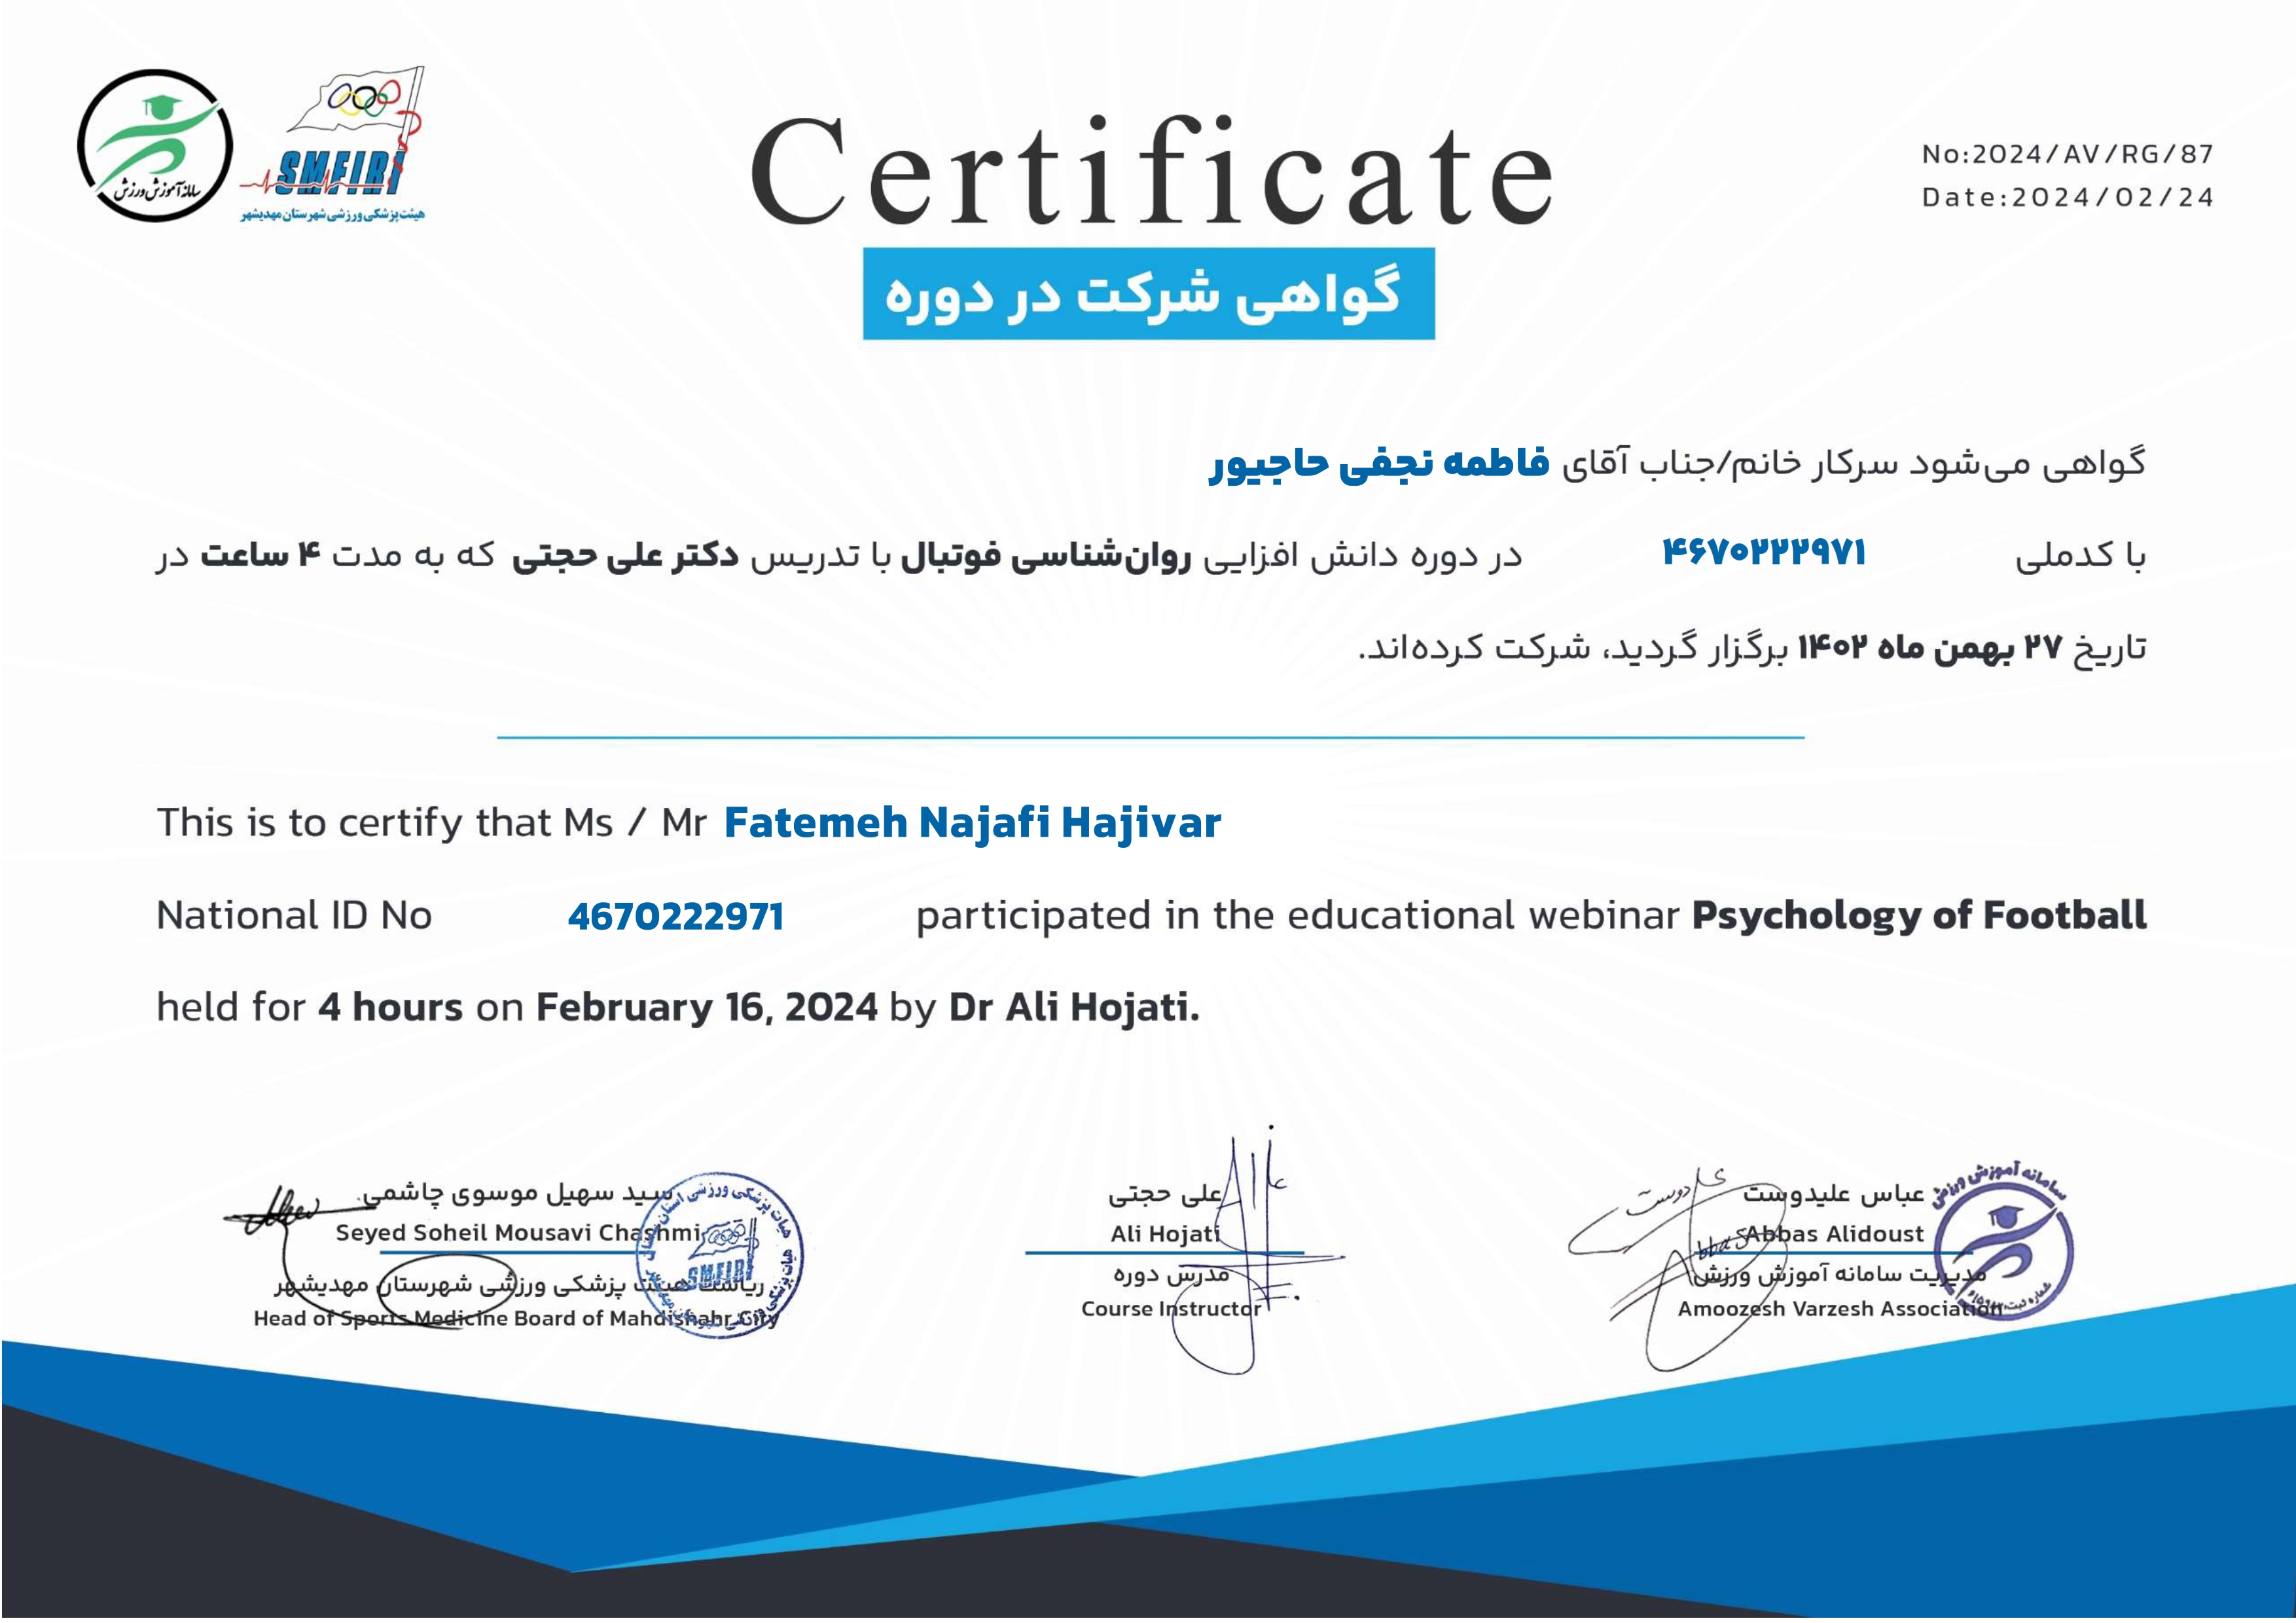 سامانه آموزش ورزش
SMFIRI
هیئت پزشکی ورزشی شهرستان مهدیشهر
Certificate
گواهی شرکت در دوره
No:2024/AV/RG/87
Date:2024/02/24
گواهی می‌شود سرکار خانم/جناب آقای فاطمه نجفی حاجیور
با کدملی ۴۶۷۰۲۲۲۹۷۱ در دوره دانش افزایی روان‌شناسی فوتبال با تدریس دکتر علی حجتی که به مدت ۴ ساعت در
تاریخ ۲۷ بهمن ماه ۱۴۰۲ برگزار گردید، شرکت کرده‌اند.
This is to certify that Ms / Mr Fatemeh Najafi Hajivar
National ID No 4670222971 participated in the educational webinar Psychology of Football
held for 4 hours on February 16, 2024 by Dr Ali Hojati.
سید سهیل موسوی چاشمی
Seyed Soheil Mousavi Chashmi
ریاست هیئت پزشکی ورزشی شهرستان مهدیشهر
Head of Sports Medicine Board of Mahdishahr City
SMFIRI
علی حجتی
Ali Hojati
مدرس دوره
Course Instructor
عباس علیدوست
Abbas Alidoust
مدیریت سامانه آموزش ورزش
Amoozesh Varzesh Association
سامانه آموزش ورزش